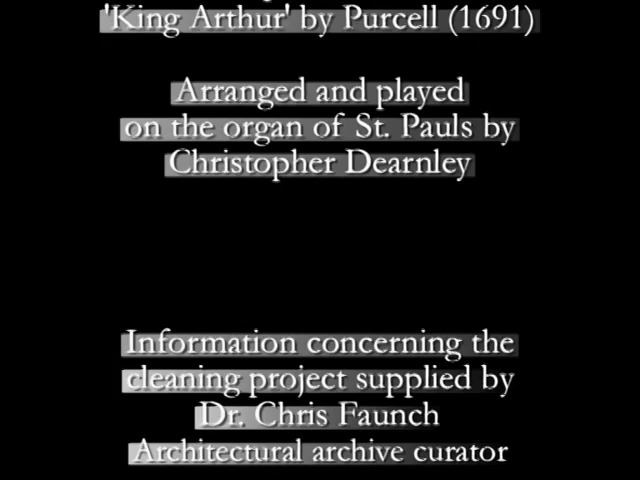 'King Arthur' by Purcell (1691)
Arranged and played
on the organ of St. Pauls by
Christopher Dearnley
Information concerning the
cleaning project supplied by
Dr. Chris Faunch
Architectural archive curator